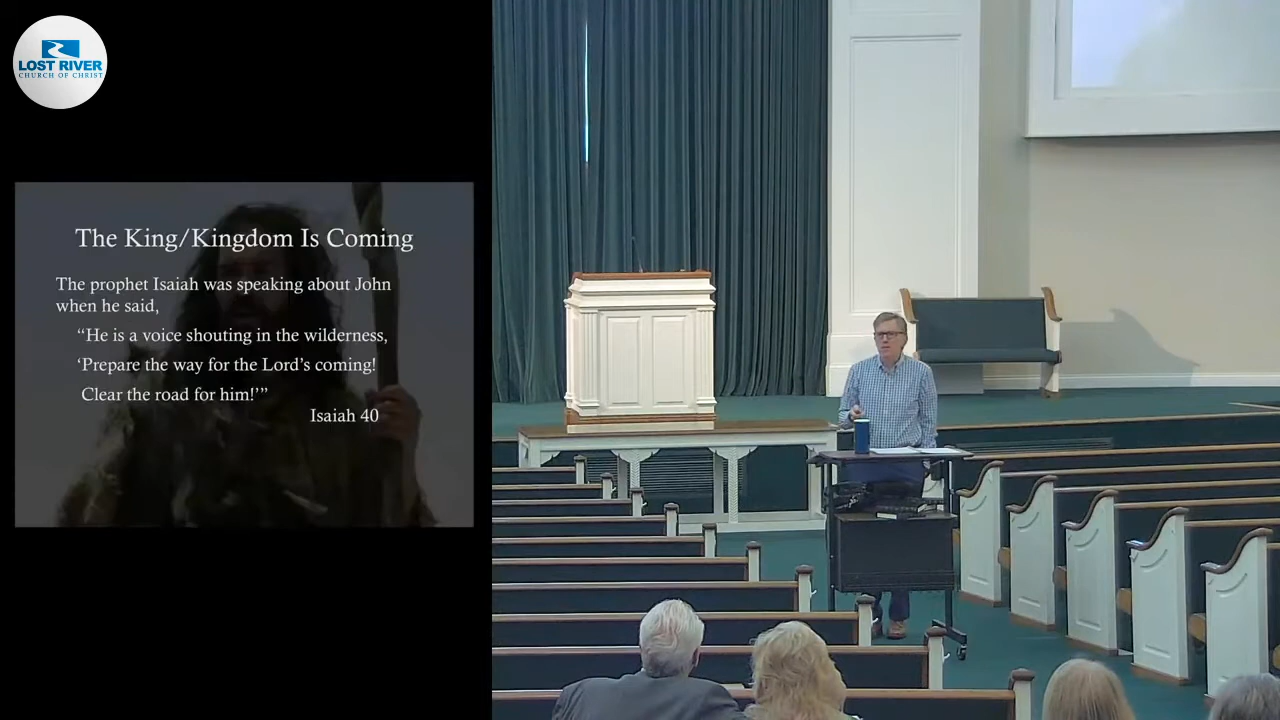 LOST RIVER
CHURCH OF CHRIST
The King/Kingdom Is Coming
The prophet Isaiah was speaking about John
when he said,
“He is a voice shouting in the wilderness,
‘Prepare the way for the Lord’s coming!
Clear the road for him!’”
Isaiah 40